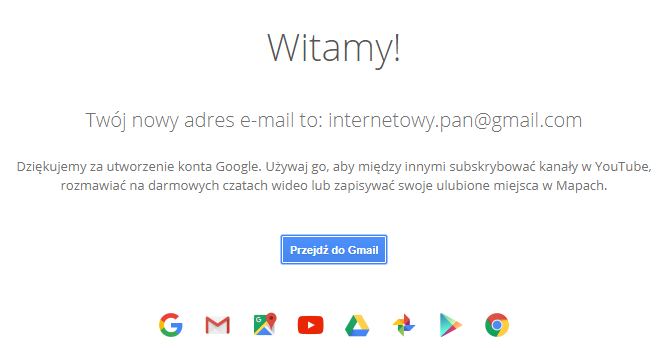 Witamy!
Twój nowy adres e-mail to: internetowy.pan@gmail.com
Dziękujemy za utworzenie konta Google. Używaj go, aby między innymi subskrybować kanały w YouTube,
rozmawiać na darmowych czatach wideo lub zapisywać swoje ulubione miejsca w Mapach.
Przejdź do Gmail